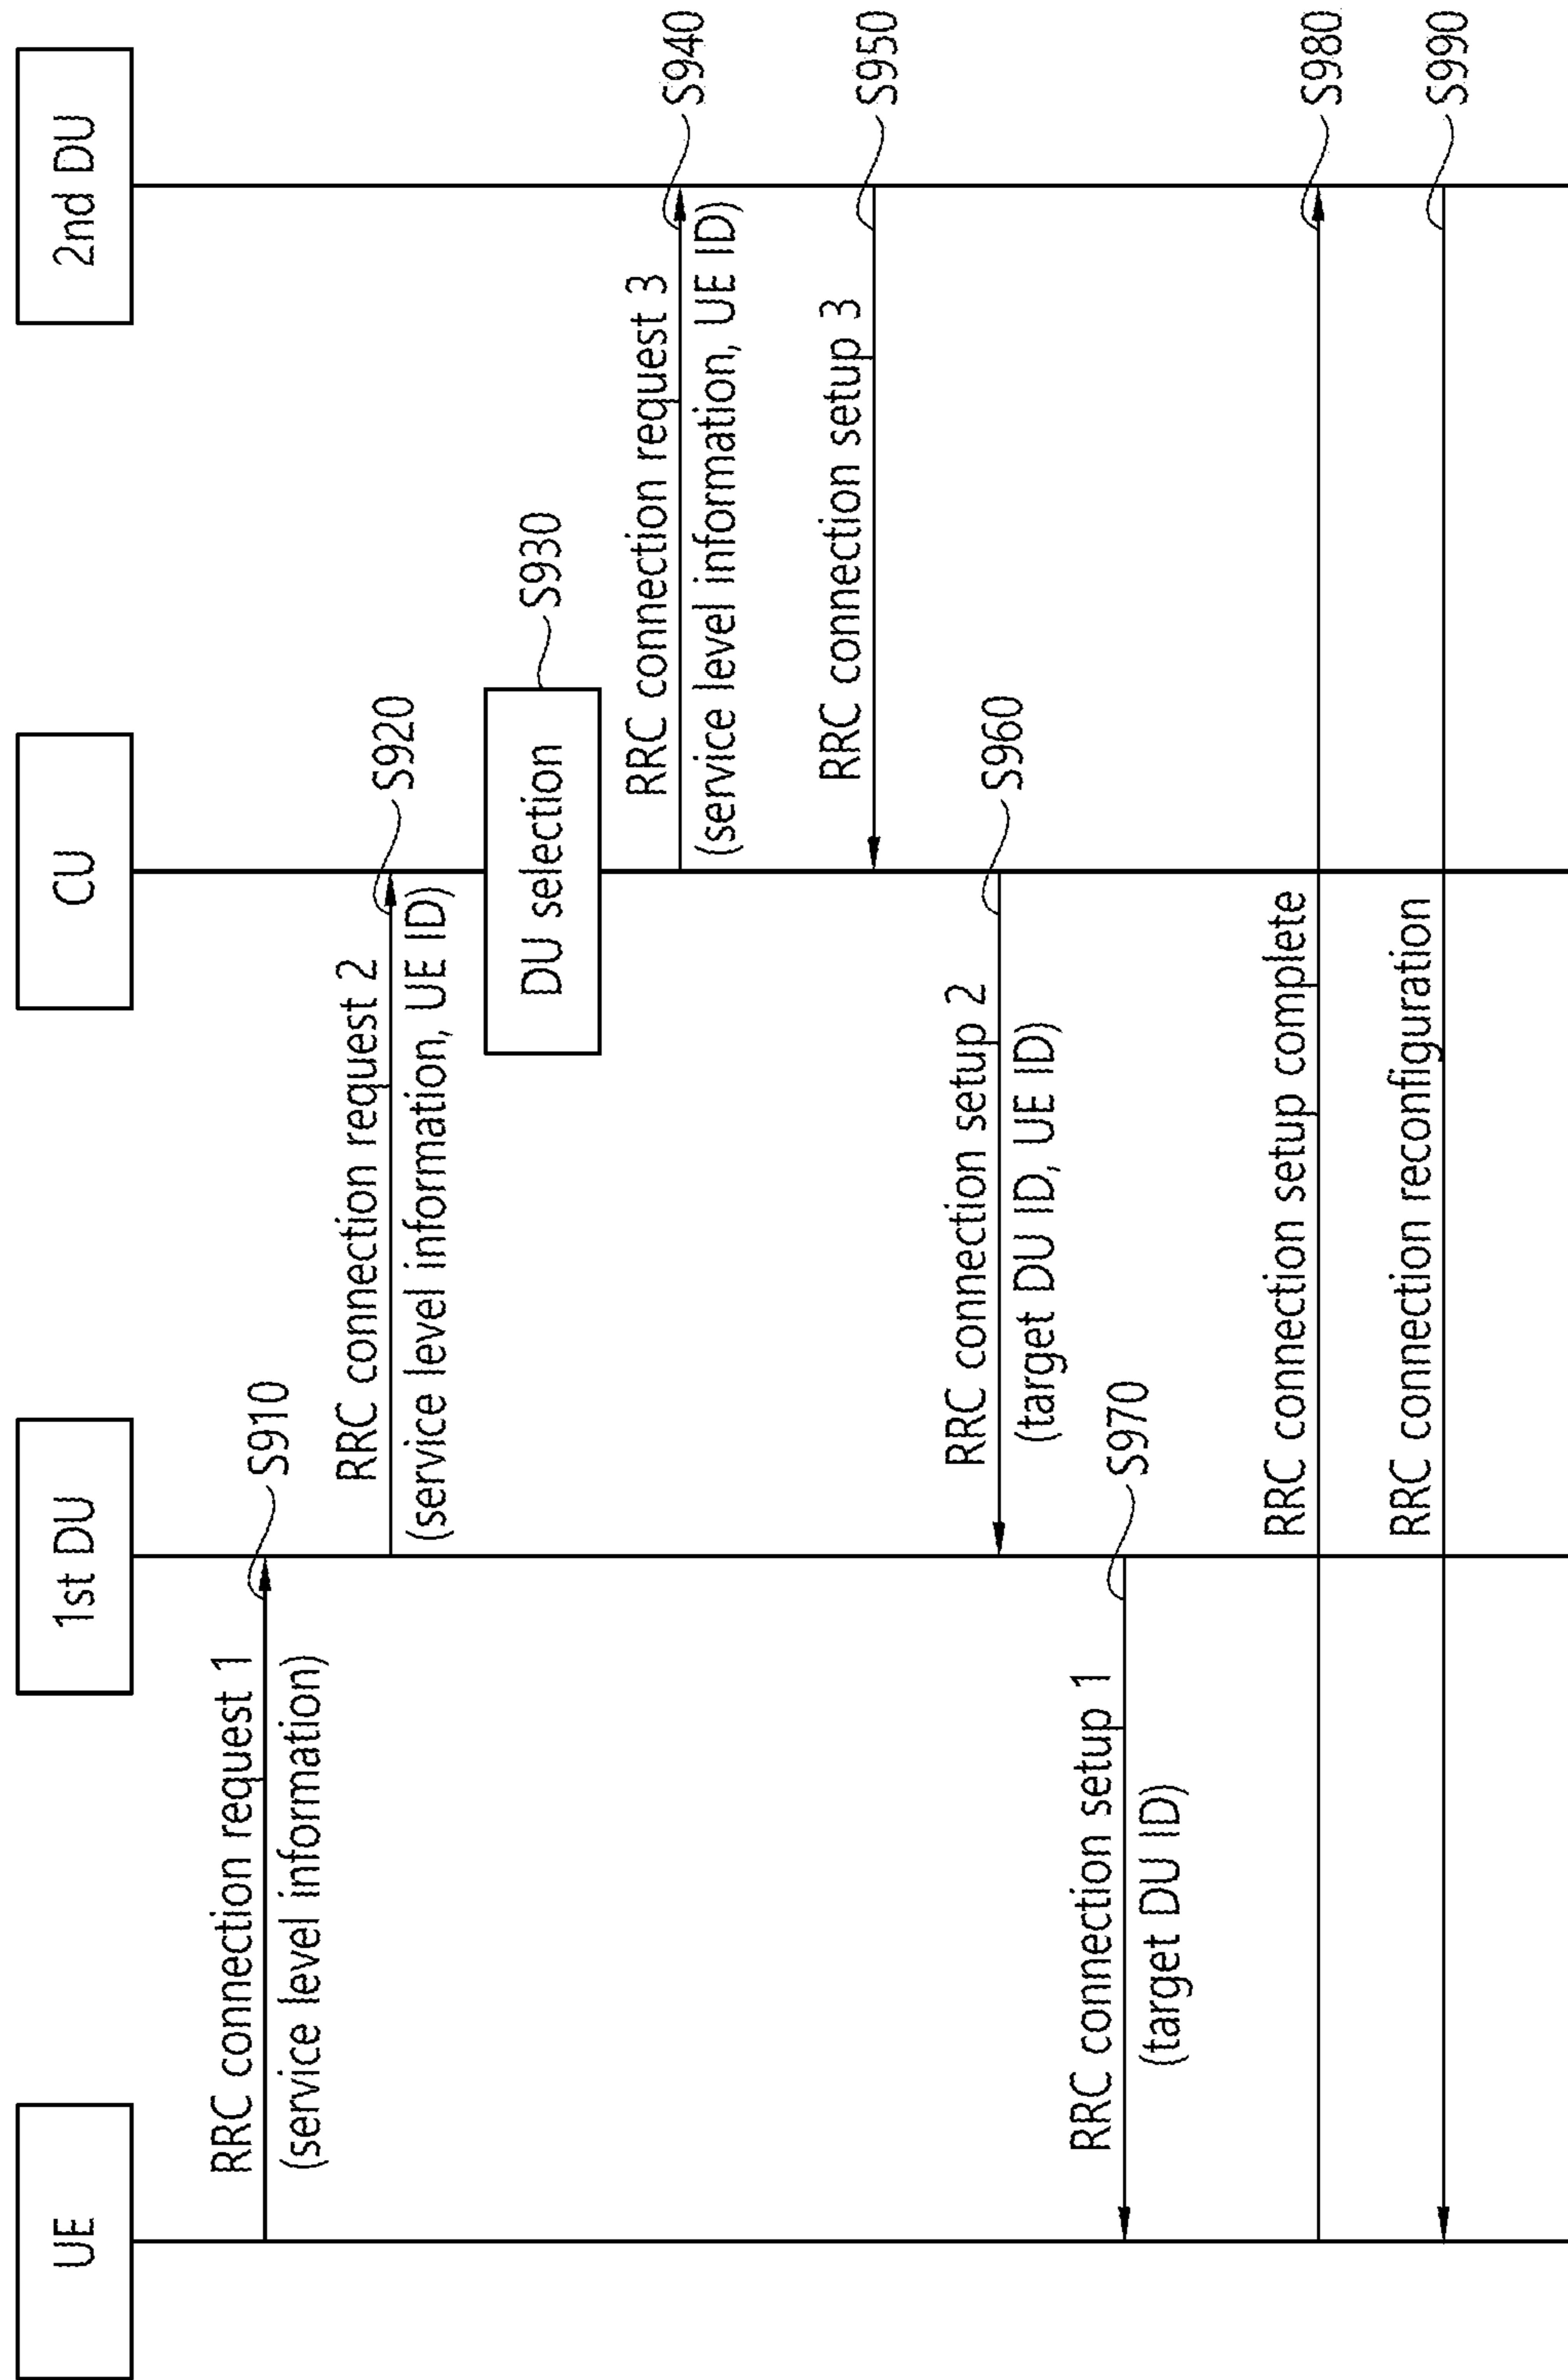 UE
1st DU
CU
2nd DU
RRC connection request 1
(service level information)
S910
RRC connection request 2
(service level information, UE ID)
S920
DU selection
S930
RRC connection request 3
(service level information, UE ID)
S940
RRC connection setup 3
S950
RRC connection setup 2
(target DU ID, UE ID)
S960
RRC connection setup 1
(target DU ID)
S970
RRC connection setup complete
S980
RRC connection reconfiguration
S990